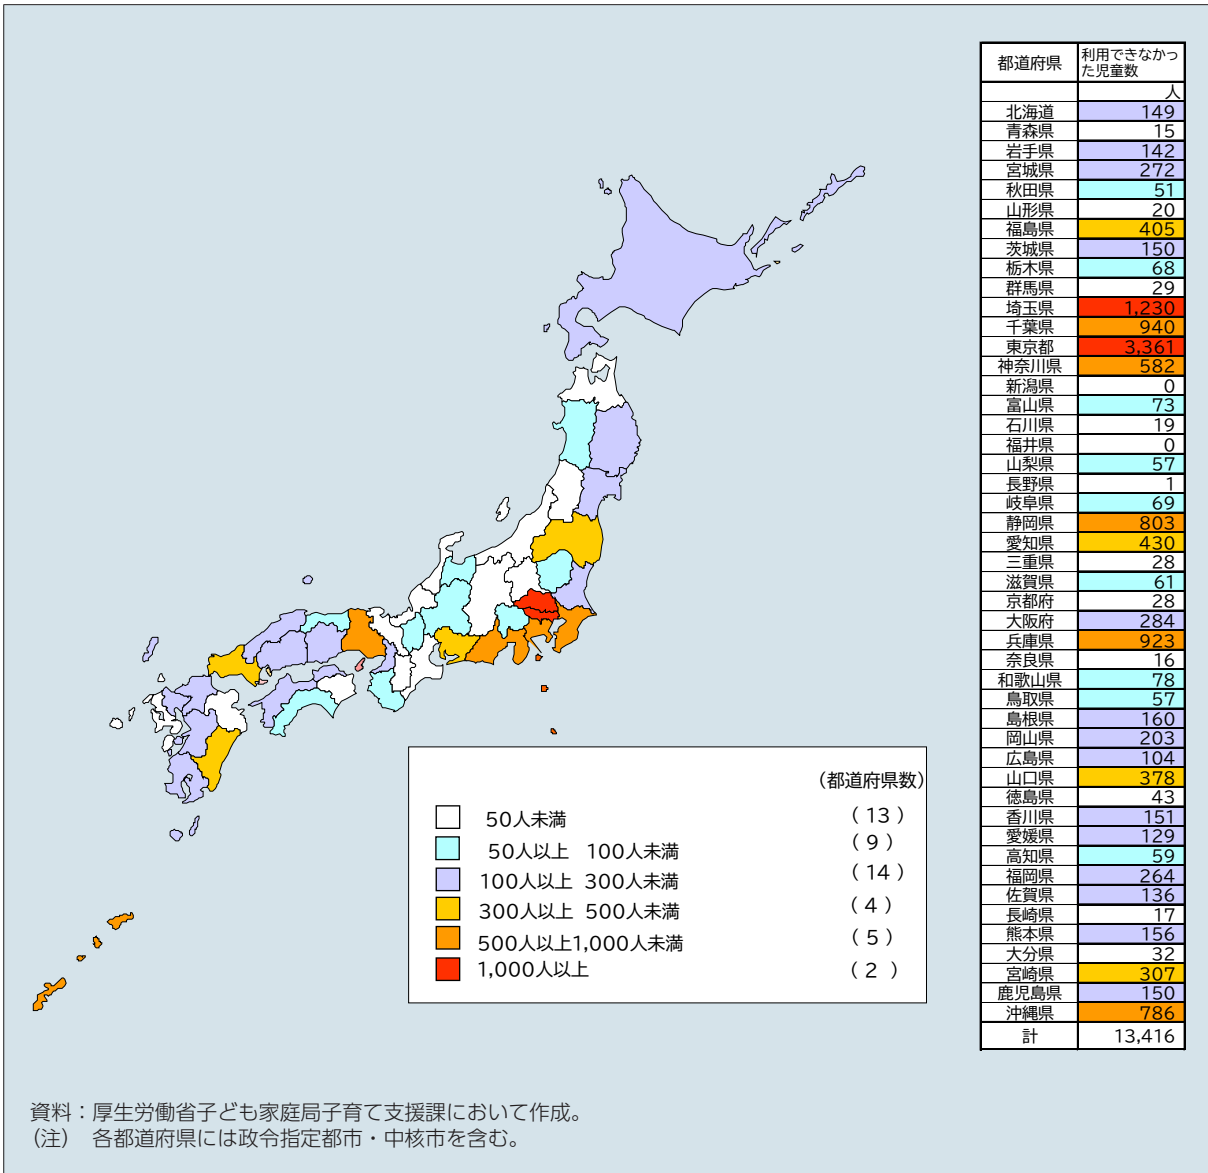 都道府県 利用できなかった児童数
人
北海道 149
青森県 15
岩手県 142
宮城県 272
秋田県 51
山形県 20
福島県 405
茨城県 150
栃木県 68
群馬県 29
埼玉県 1,230
千葉県 940
東京都 3,361
神奈川県 582
新潟県 0
富山県 73
石川県 19
福井県 0
山梨県 57
長野県 1
岐阜県 69
静岡県 803
愛知県 430
三重県 28
滋賀県 61
京都府 28
大阪府 284
兵庫県 923
奈良県 16
和歌山県 78
鳥取県 57
島根県 160
岡山県 203
広島県 104
山口県 378
徳島県 43
香川県 151
愛媛県 129
高知県 59
福岡県 264
佐賀県 136
長崎県 17
熊本県 156
大分県 32
宮崎県 307
鹿児島県 150
沖縄県 786
計 13,416
(都道府県数)
50人未満 (13)
50人以上 100人未満 (9)
100人以上 300人未満 (14)
300人以上 500人未満 (4)
500人以上1,000人未満 (5)
1,000人以上 (2)
資料：厚生労働省子ども家庭局子育て支援課において作成。
(注) 各都道府県には政令指定都市・中核市を含む。